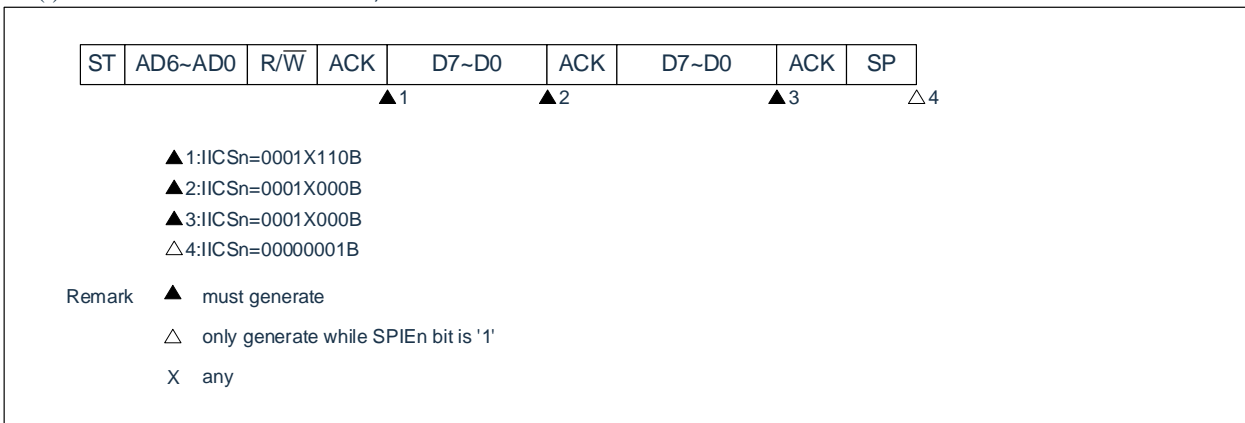 ST AD6~AD0 R/W̅ ACK D7~D0 ACK D7~D0 ACK SP
▲1 ▲2 ▲3 △4
▲1:IICSn=0001X110B
▲2:IICSn=0001X000B
▲3:IICSn=0001X000B
△4:IICSn=00000001B
Remark ▲ must generate
△ only generate while SPIEn bit is '1'
X any